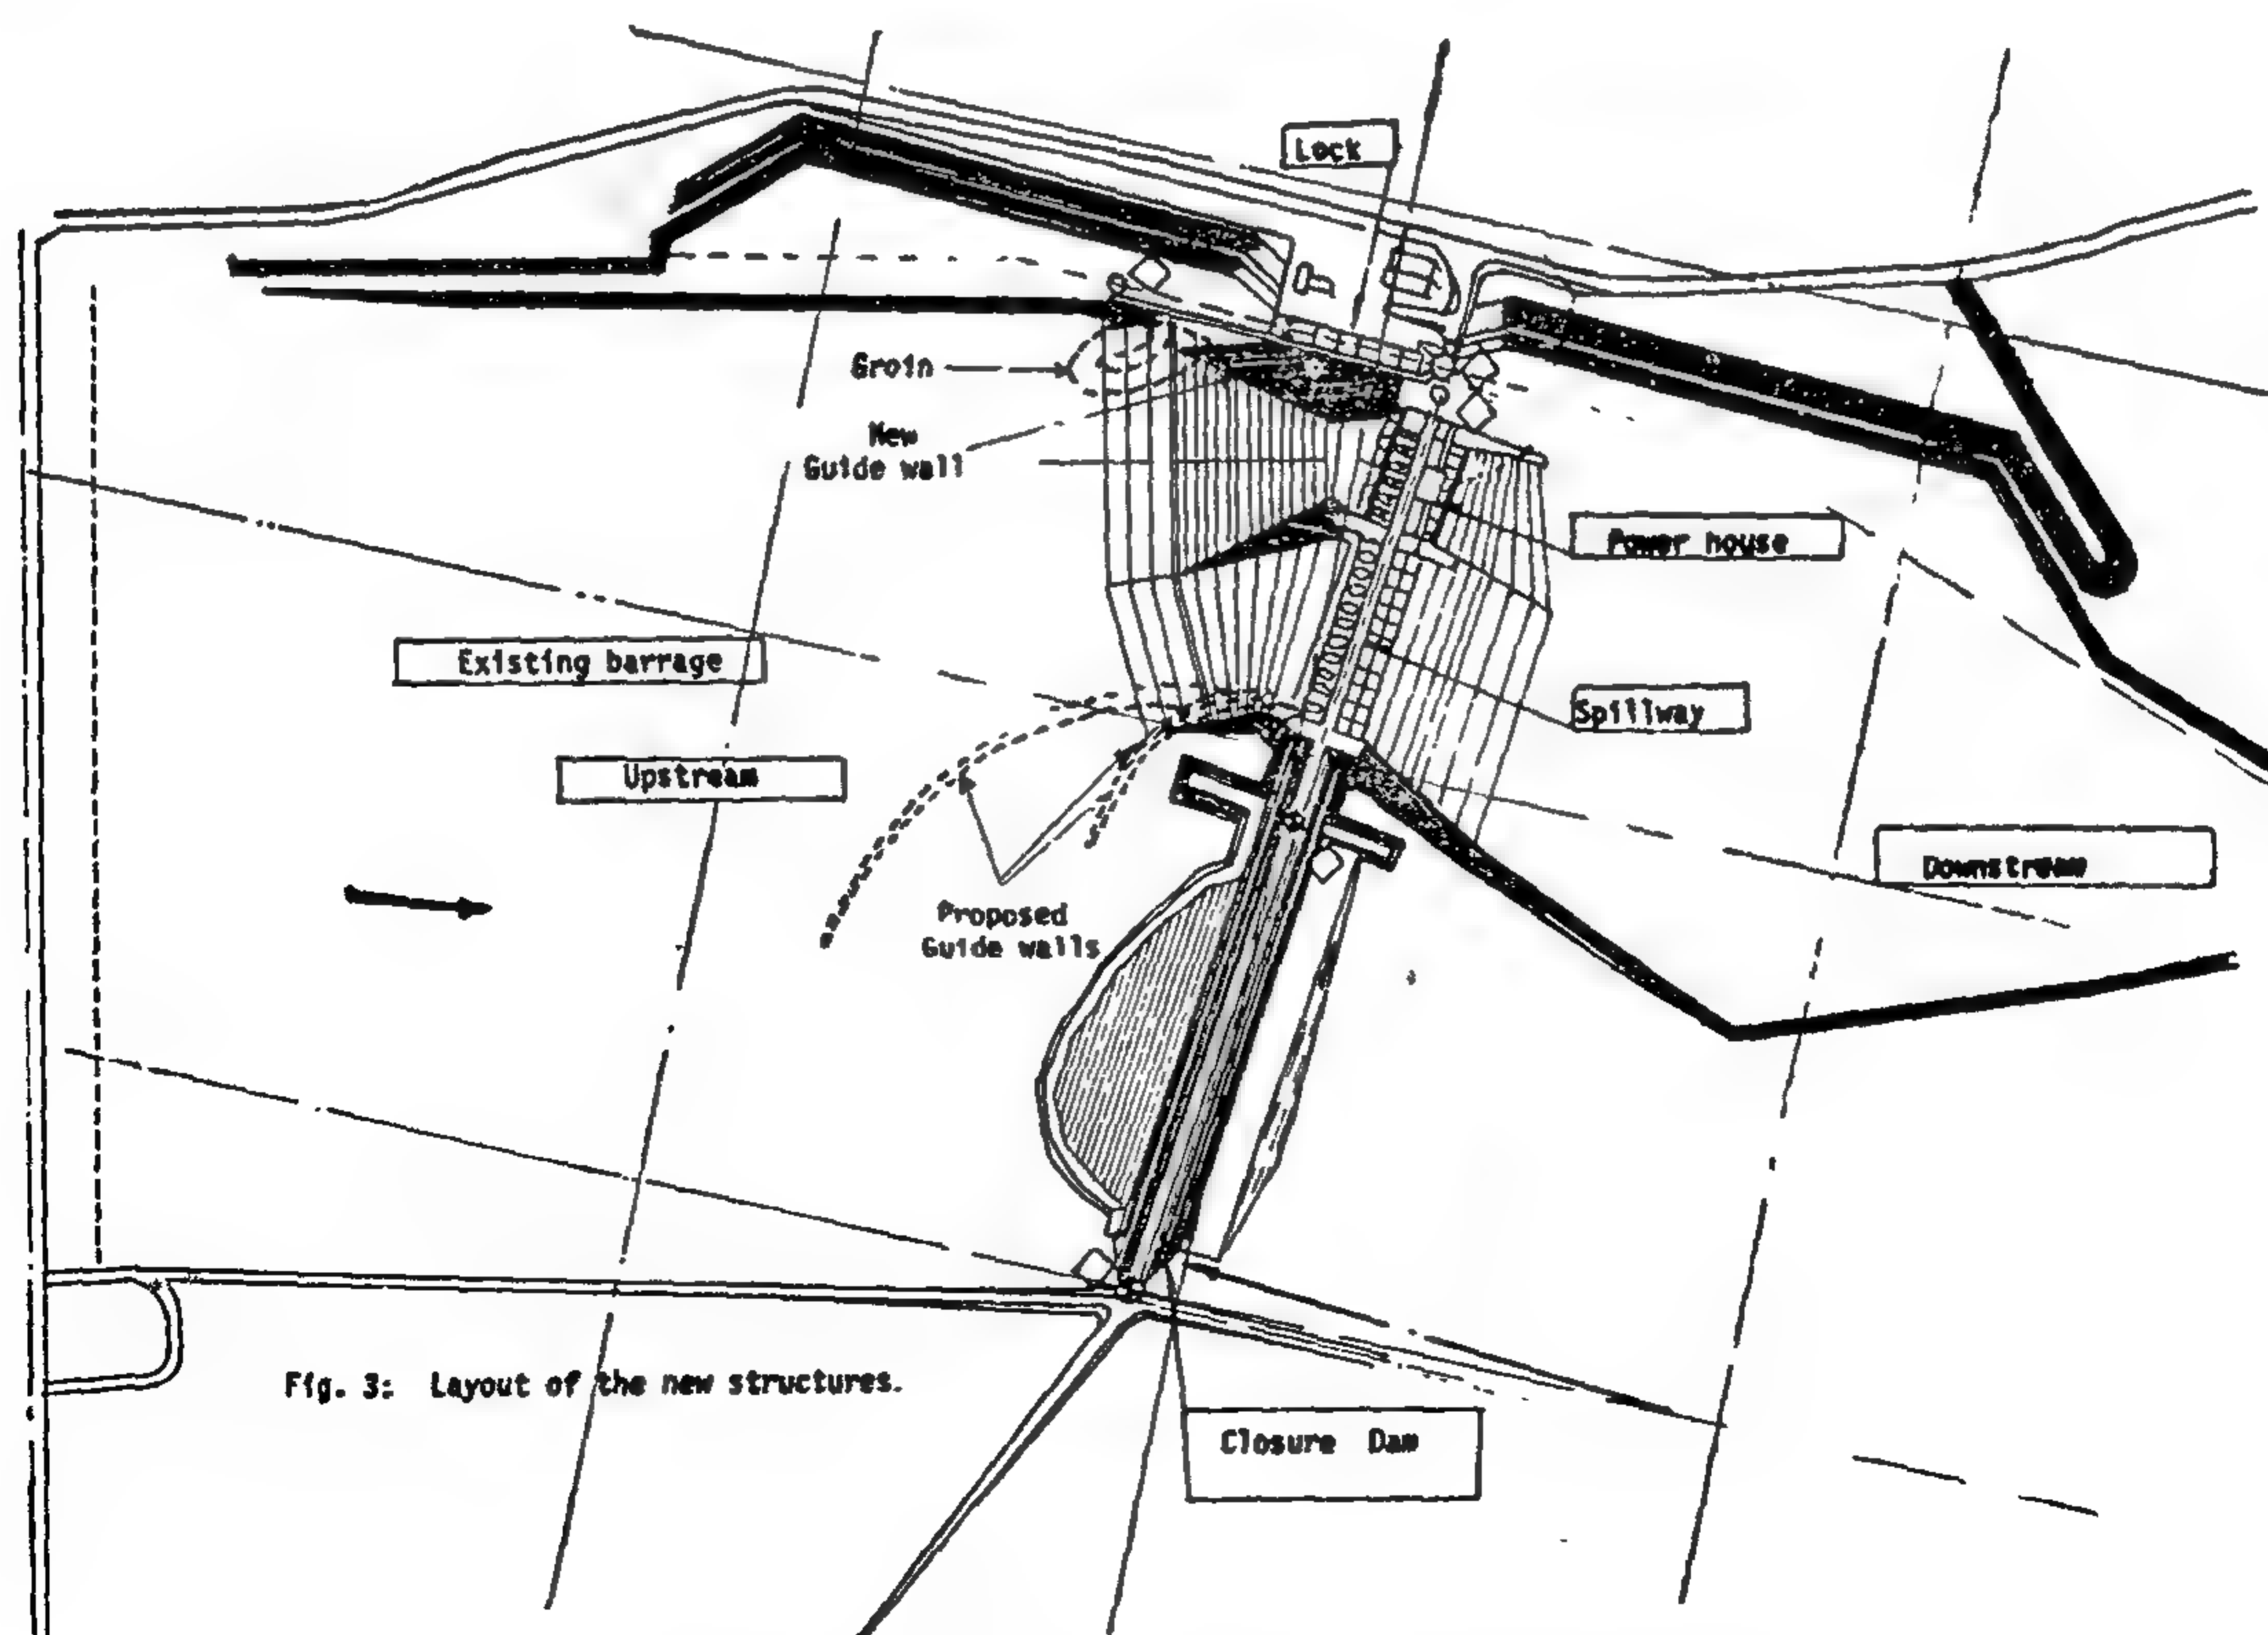 Lock
Groin
New
Guide wall
Power house
Existing barrage
Spillway
Upstream
Downstream
Proposed
Guide walls
Fig. 3: Layout of the new structures.
Closure Dam